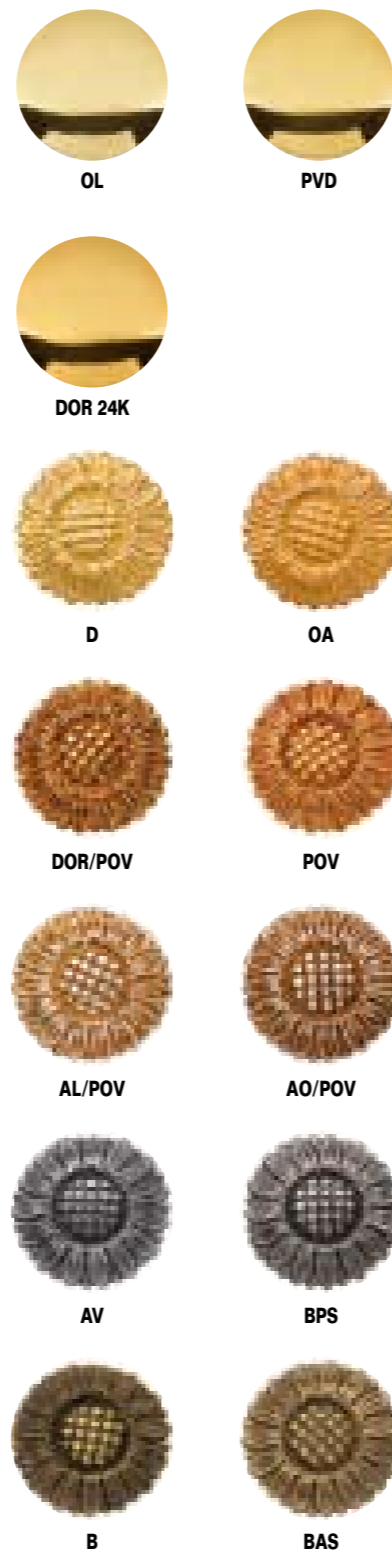 OL PVD
DOR 24K
D OA
DOR/POV POV
AL/POV AO/POV
AV BPS
B BAS